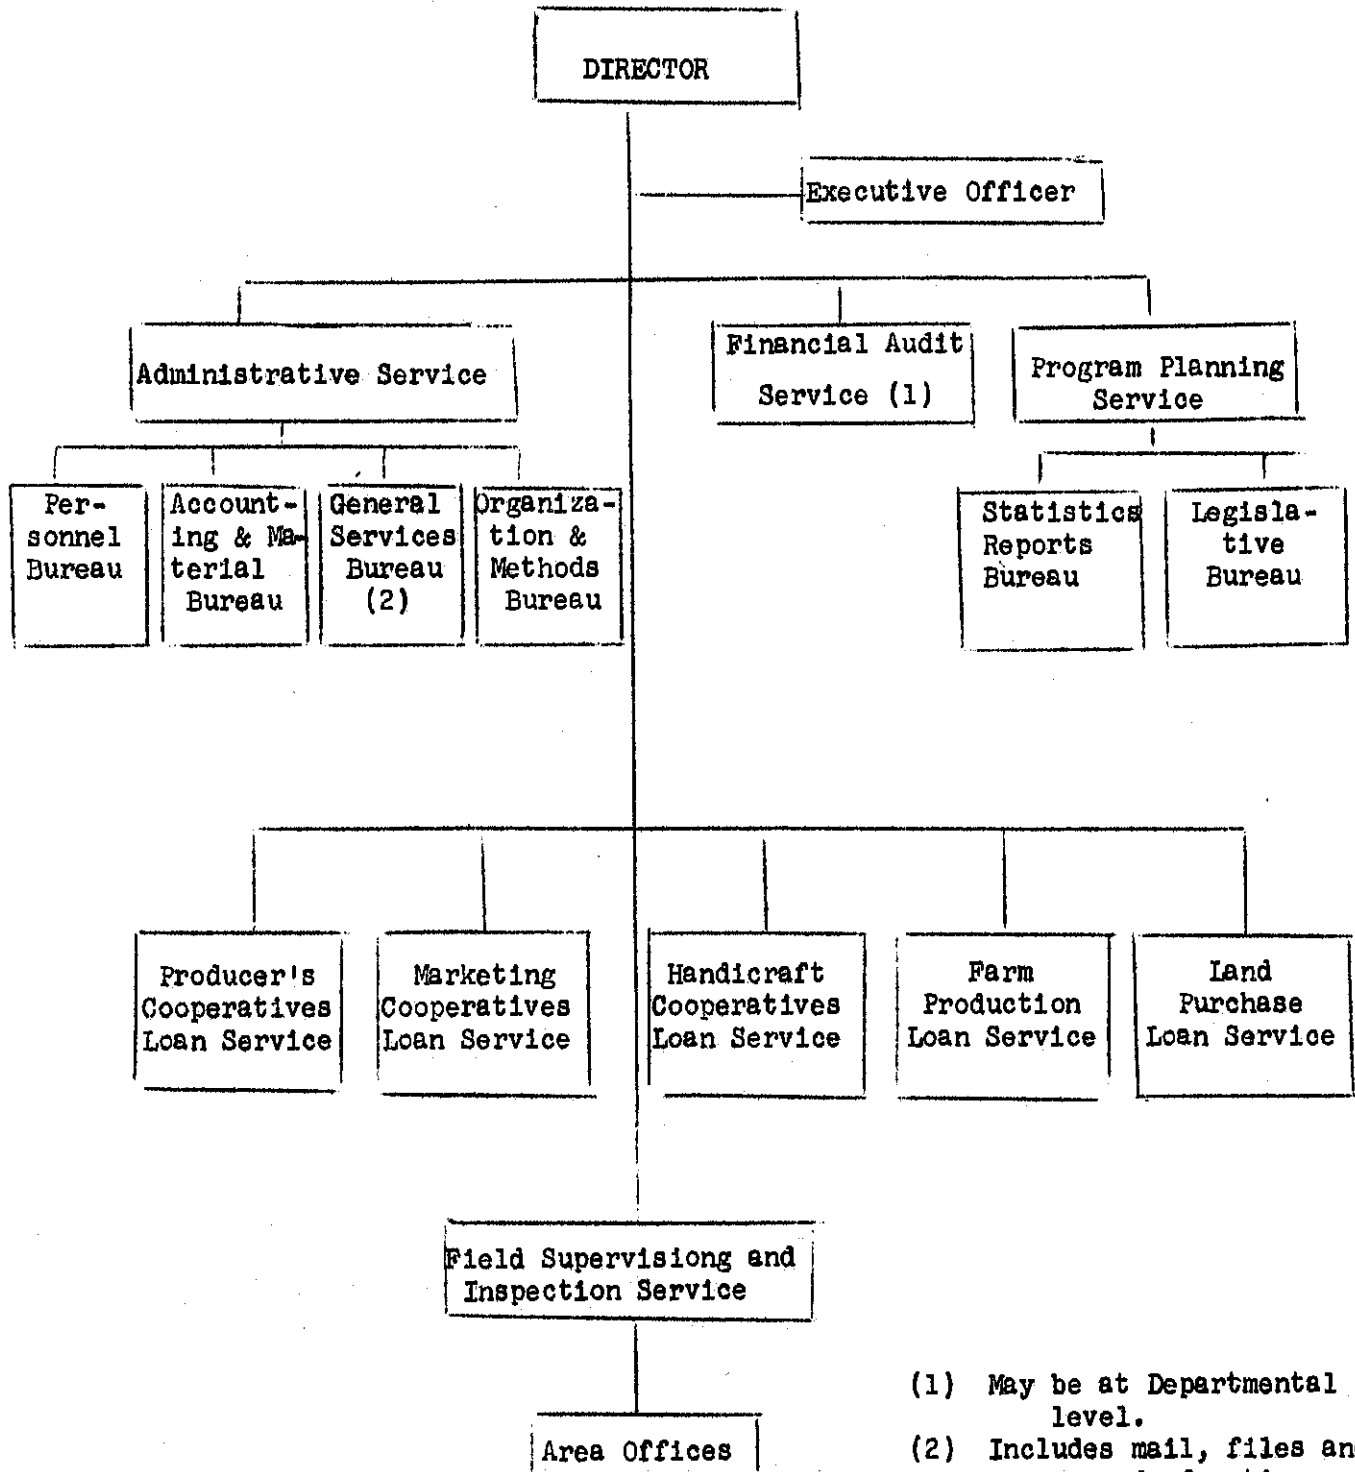 DIRECTOR
Executive Officer
Administrative Service
Financial Audit
Service (1)
Program Planning
Service
Per-
sonnel
Bureau
Account-
ing & Ma-
terial
Bureau
General
Services
Bureau
(2)
Organiza-
tion &
Methods
Bureau
Statistics
Reports
Bureau
Legisla-
tive
Bureau
Producer's
Cooperatives
Loan Service
Marketing
Cooperatives
Loan Service
Handicraft
Cooperatives
Loan Service
Farm
Production
Loan Service
Land
Purchase
Loan Service
Field Supervisiong and
Inspection Service
Area Offices
(1) May be at Departmental
level.
(2) Includes mail, files an